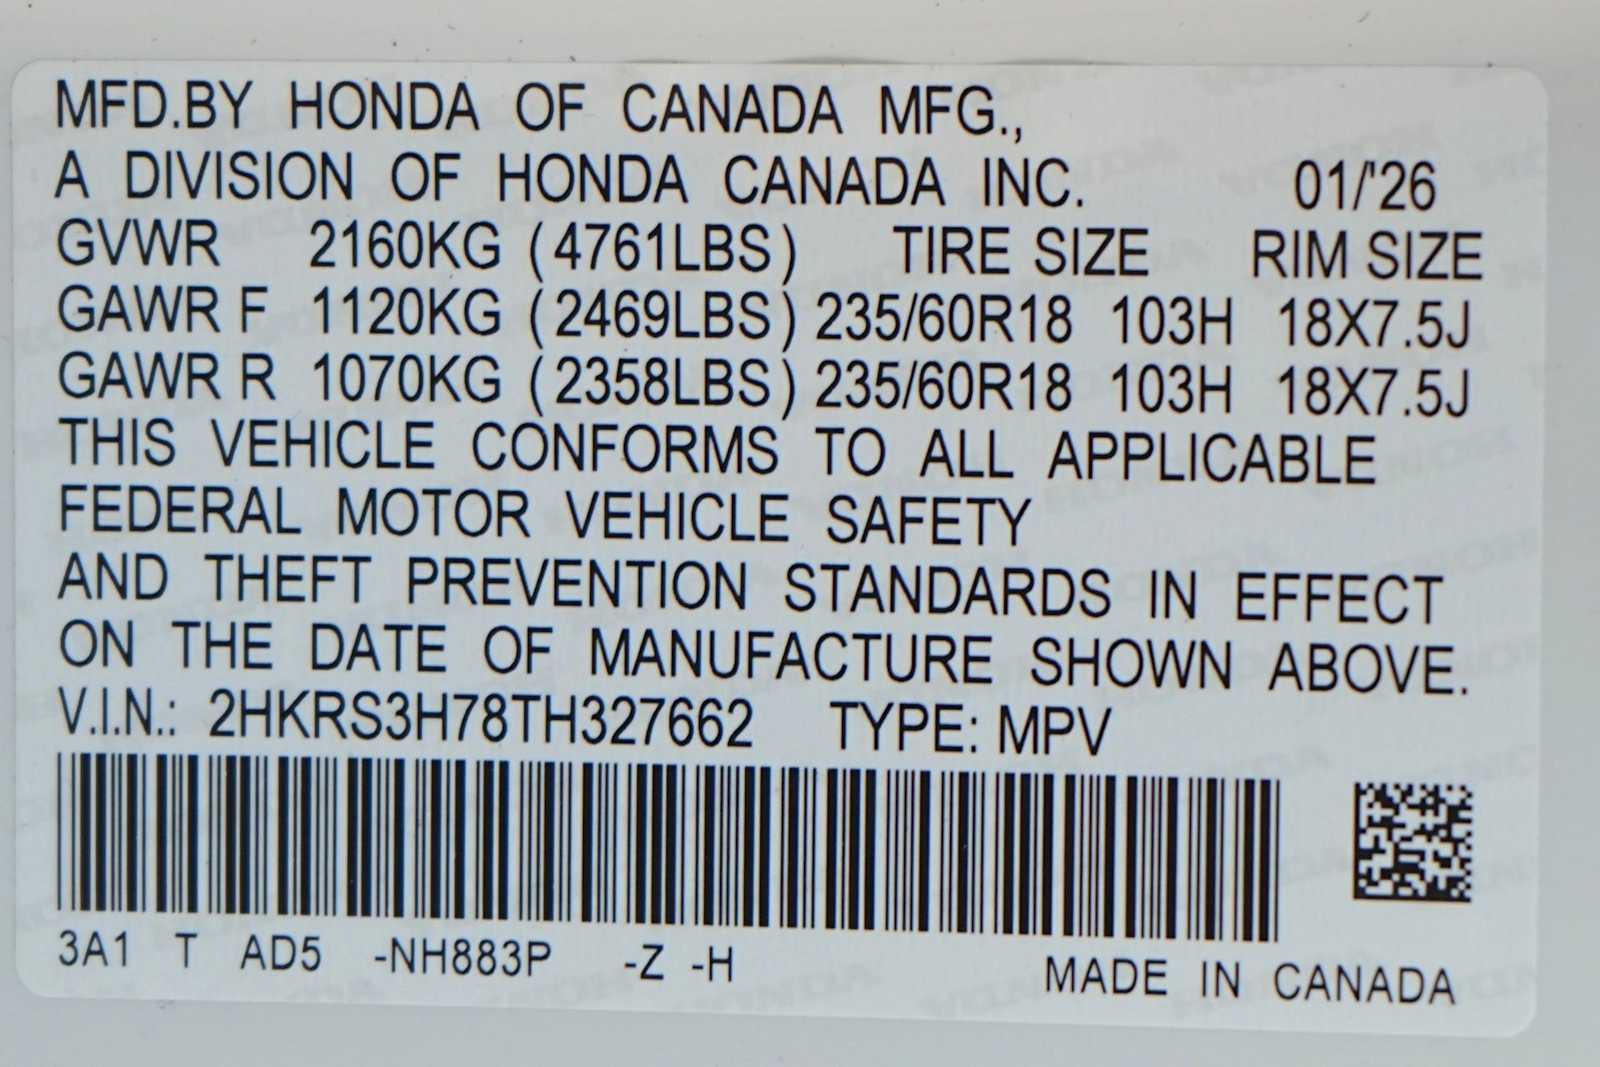 MFD.BY HONDA OF CANADA MFG.,
A DIVISION OF HONDA CANADA INC. 01/'26
GVWR 2160KG (4761LBS) TIRE SIZE RIM SIZE
GAWR F 1120KG (2469LBS) 235/60R18 103H 18X7.5J
GAWR R 1070KG (2358LBS) 235/60R18 103H 18X7.5J
THIS VEHICLE CONFORMS TO ALL APPLICABLE
FEDERAL MOTOR VEHICLE SAFETY
AND THEFT PREVENTION STANDARDS IN EFFECT
ON THE DATE OF MANUFACTURE SHOWN ABOVE.
V.I.N.: 2HKRS3H78TH327662 TYPE: MPV
3A1 T AD5 -NH883P -Z -H
MADE IN CANADA